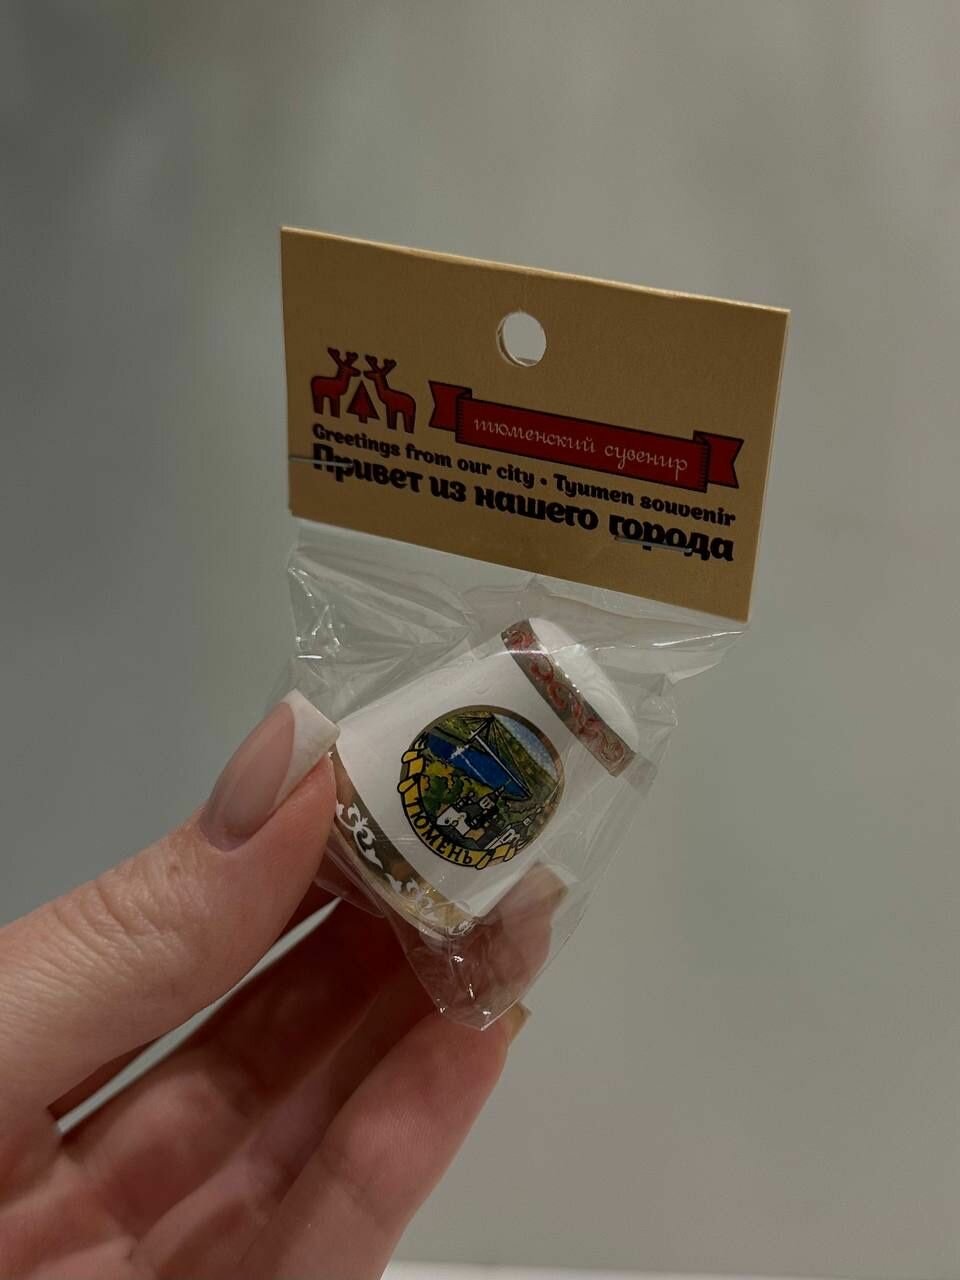 тюменский сувенир
Greetings from our city • Tyumen souvenir
Привет из нашего города
ТЮМЕНЬ